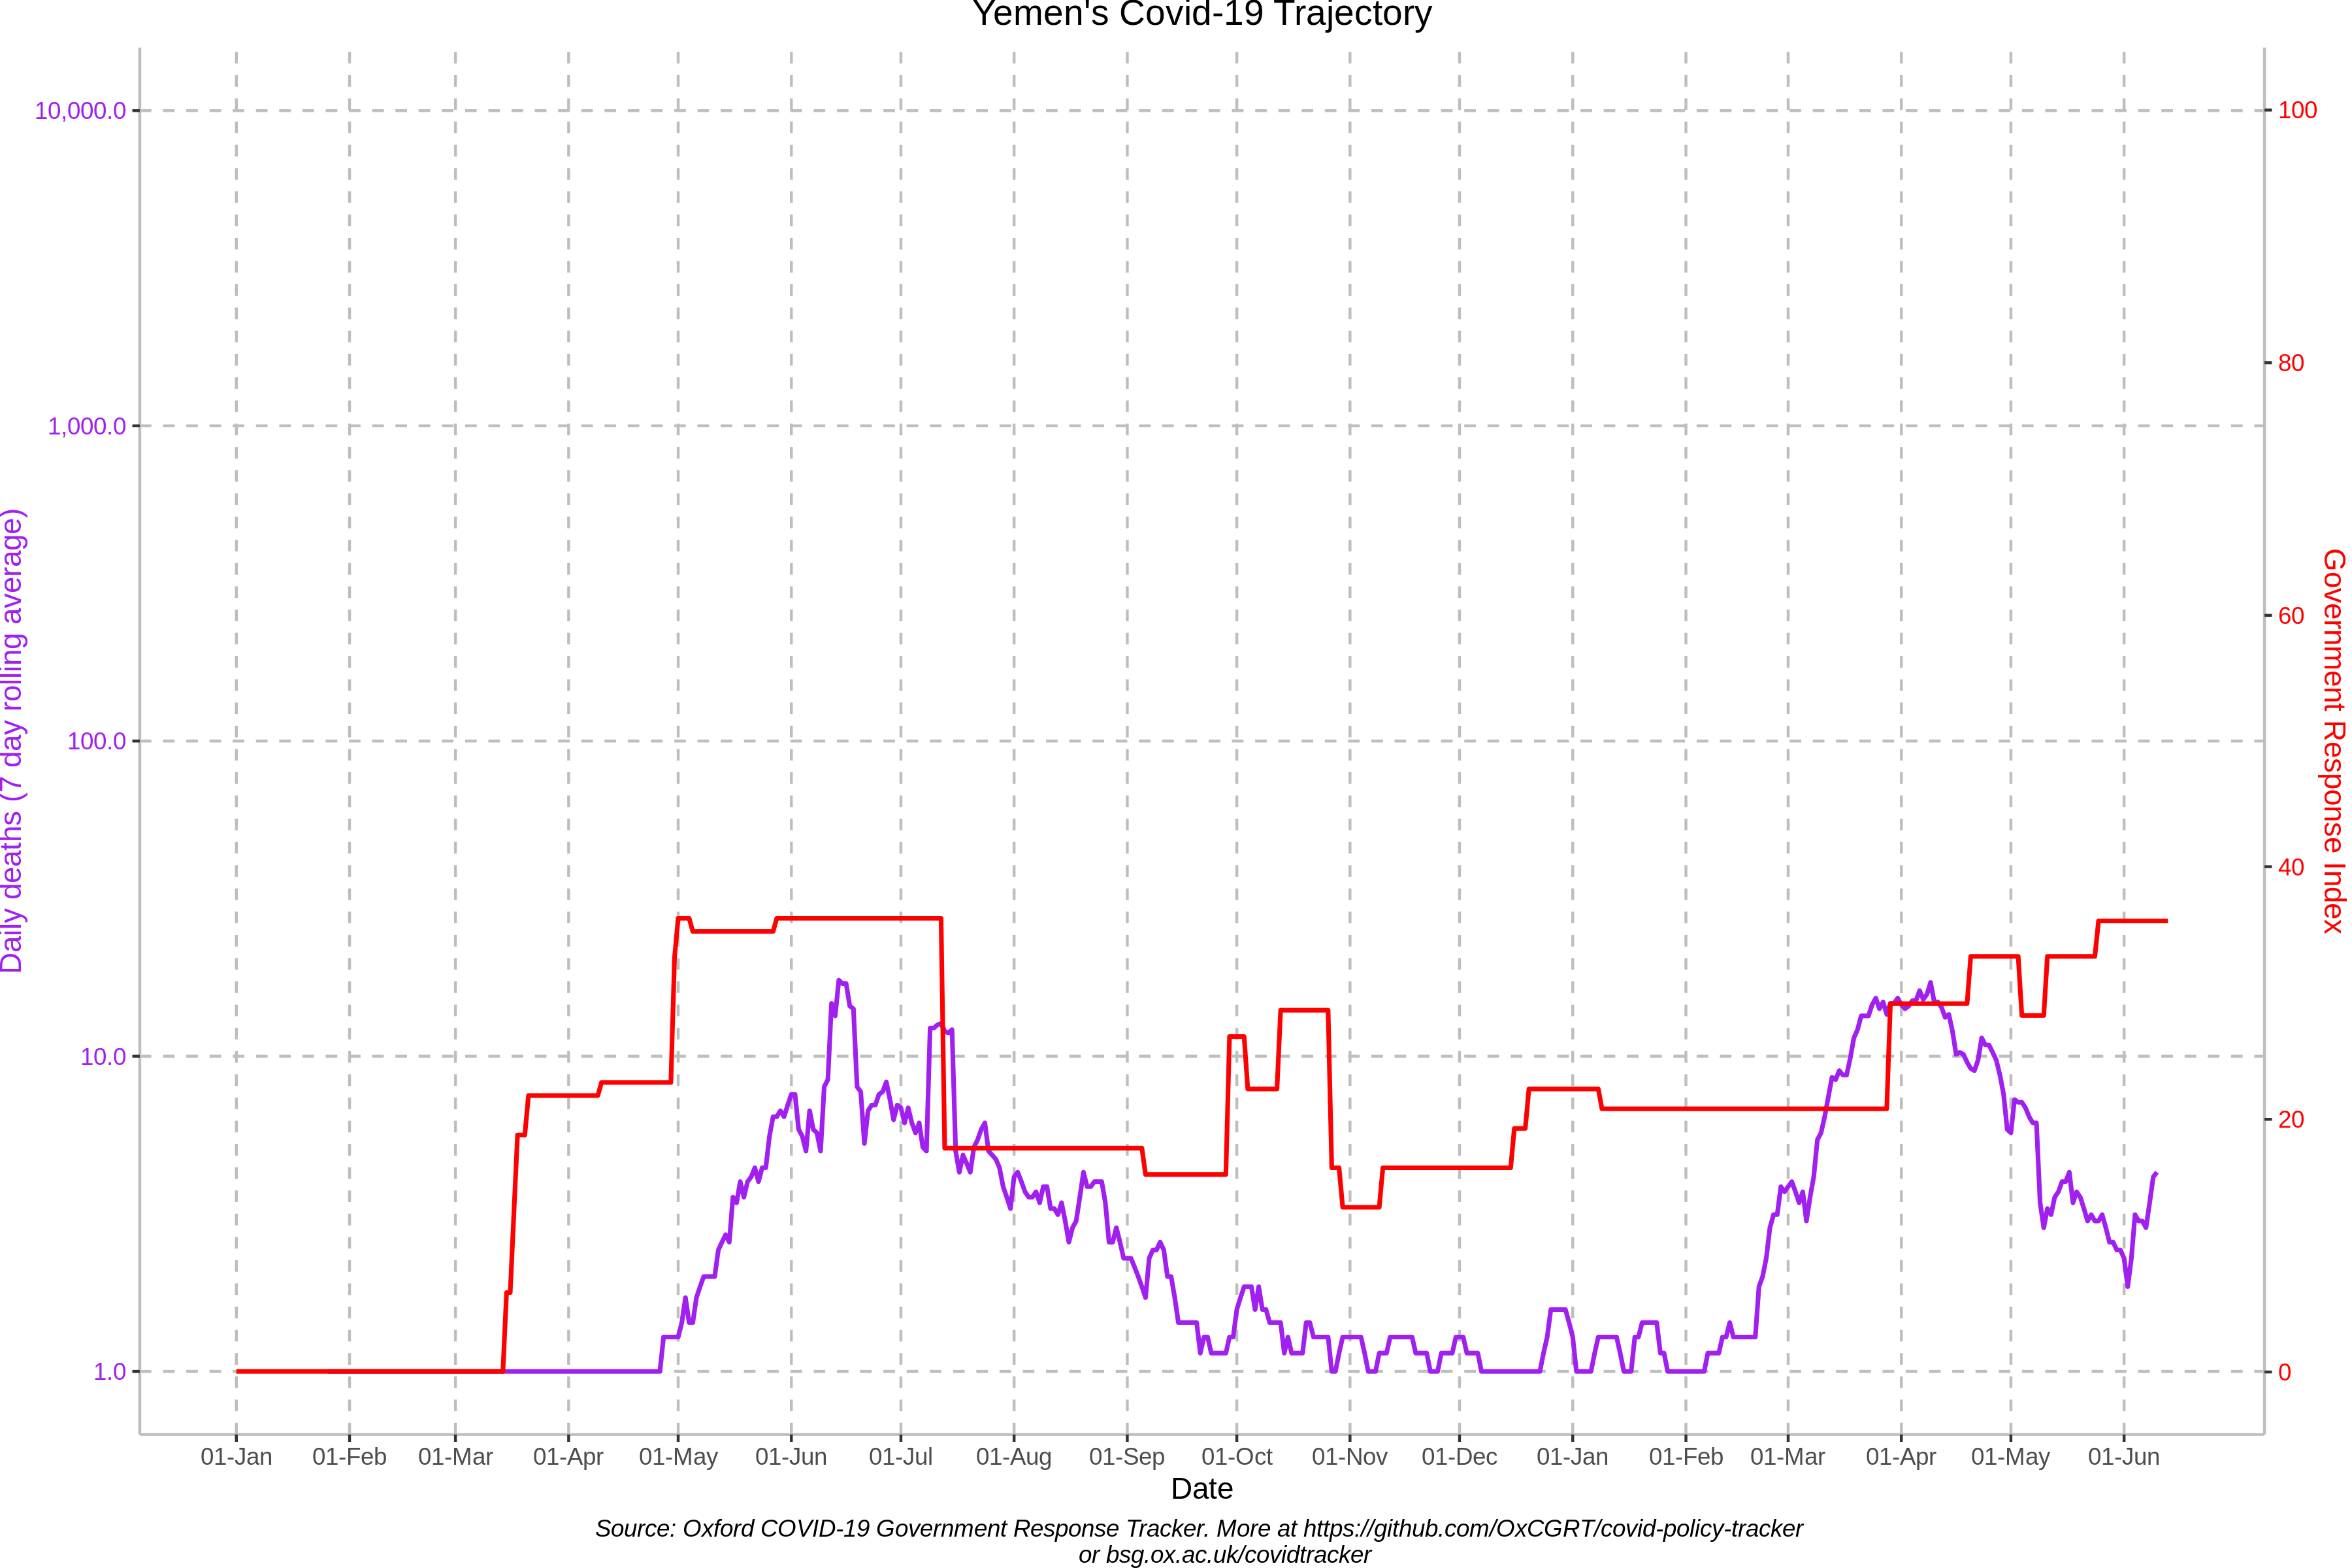 Yemen's Covid-19 Trajectory
10,000.0
1,000.0
100.0
10.0
1.0
Daily deaths (7 day rolling average)
100
80
60
40
20
0
Government Response Index
01-Jan 01-Feb 01-Mar 01-Apr 01-May 01-Jun 01-Jul 01-Aug 01-Sep 01-Oct 01-Nov 01-Dec 01-Jan 01-Feb 01-Mar 01-Apr 01-May 01-Jun
Date
Source: Oxford COVID-19 Government Response Tracker. More at https://github.com/OxCGRT/covid-policy-tracker
or bsg.ox.ac.uk/covidtracker